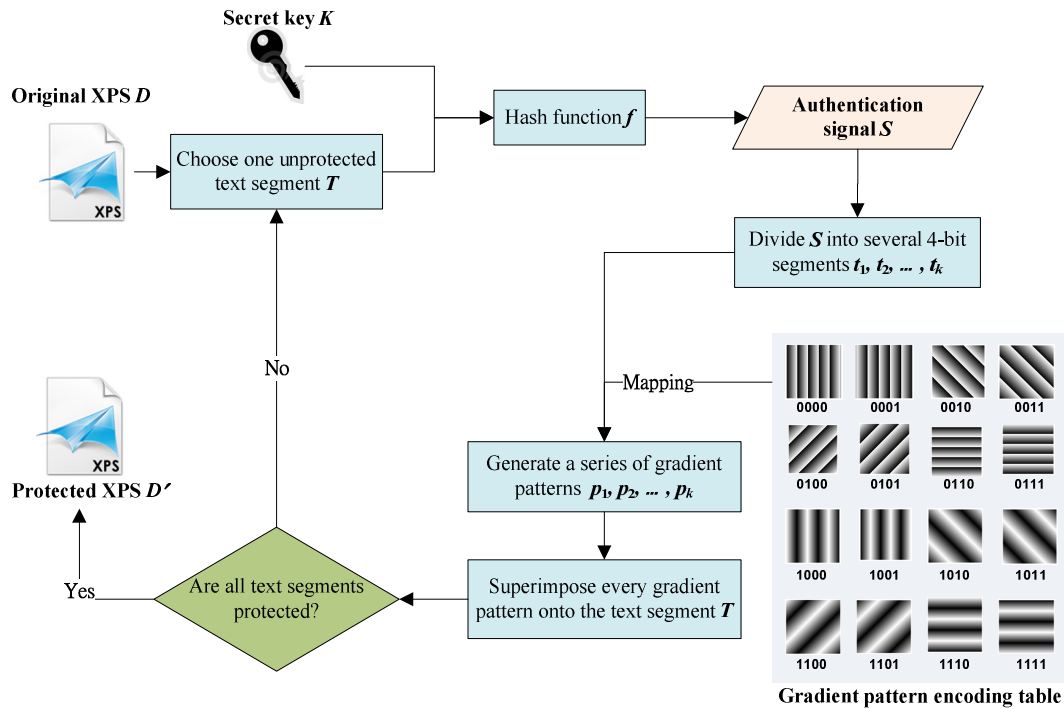 Secret key K
Original XPS D
XPS
Choose one unprotected
text segment T
Hash function f
Authentication
signal S
Divide S into several 4-bit
segments t1, t2, ... , tk
Mapping
0000 0001 0010 0011
0100 0101 0110 0111
1000 1001 1010 1011
1100 1101 1110 1111
Gradient pattern encoding table
Generate a series of gradient
patterns p1, p2, ... , pk
Superimpose every gradient
pattern onto the text segment T
Are all text segments
protected?
No
Yes
XPS
Protected XPS D′